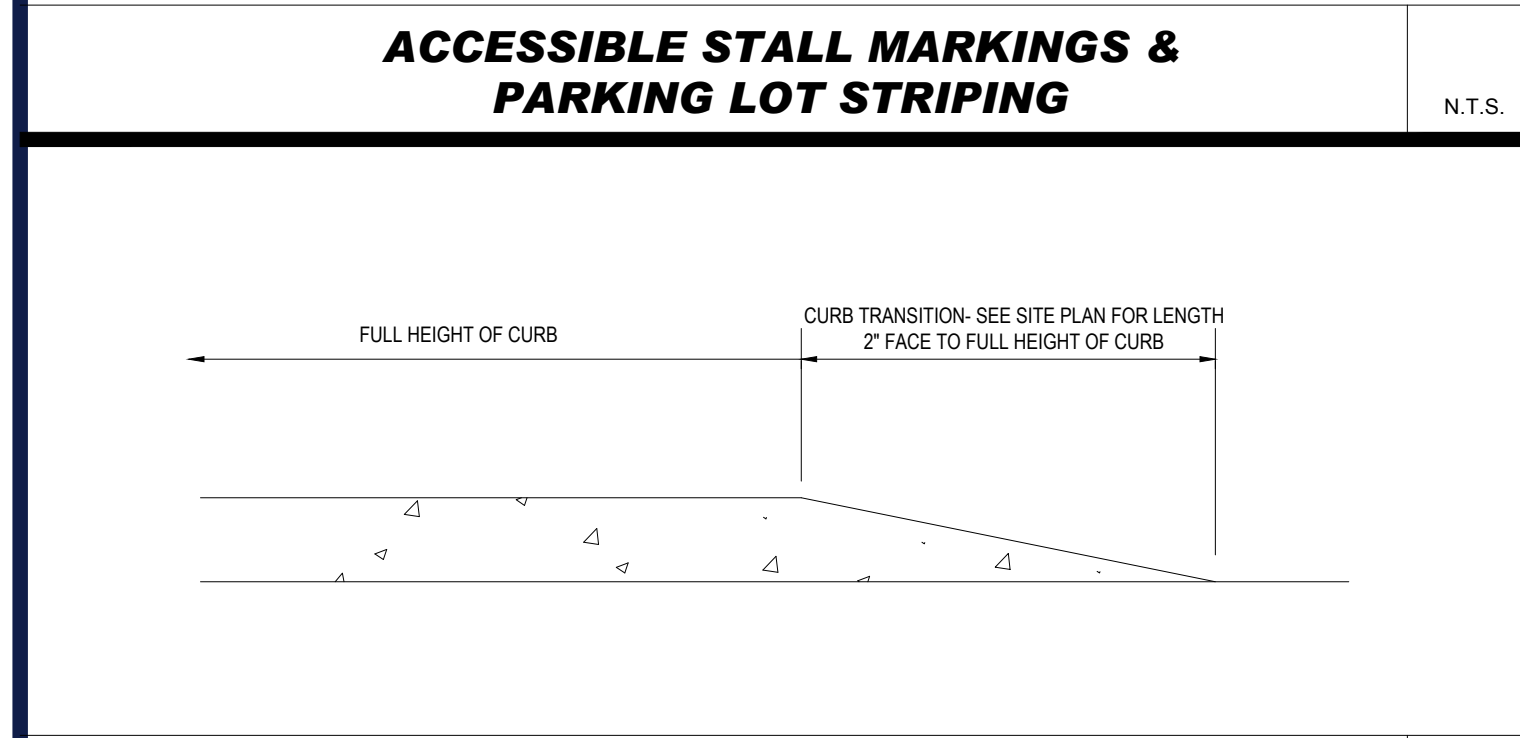 ACCESSIBLE STALL MARKINGS &
PARKING LOT STRIPING
N.T.S.
FULL HEIGHT OF CURB
CURB TRANSITION- SEE SITE PLAN FOR LENGTH
2" FACE TO FULL HEIGHT OF CURB